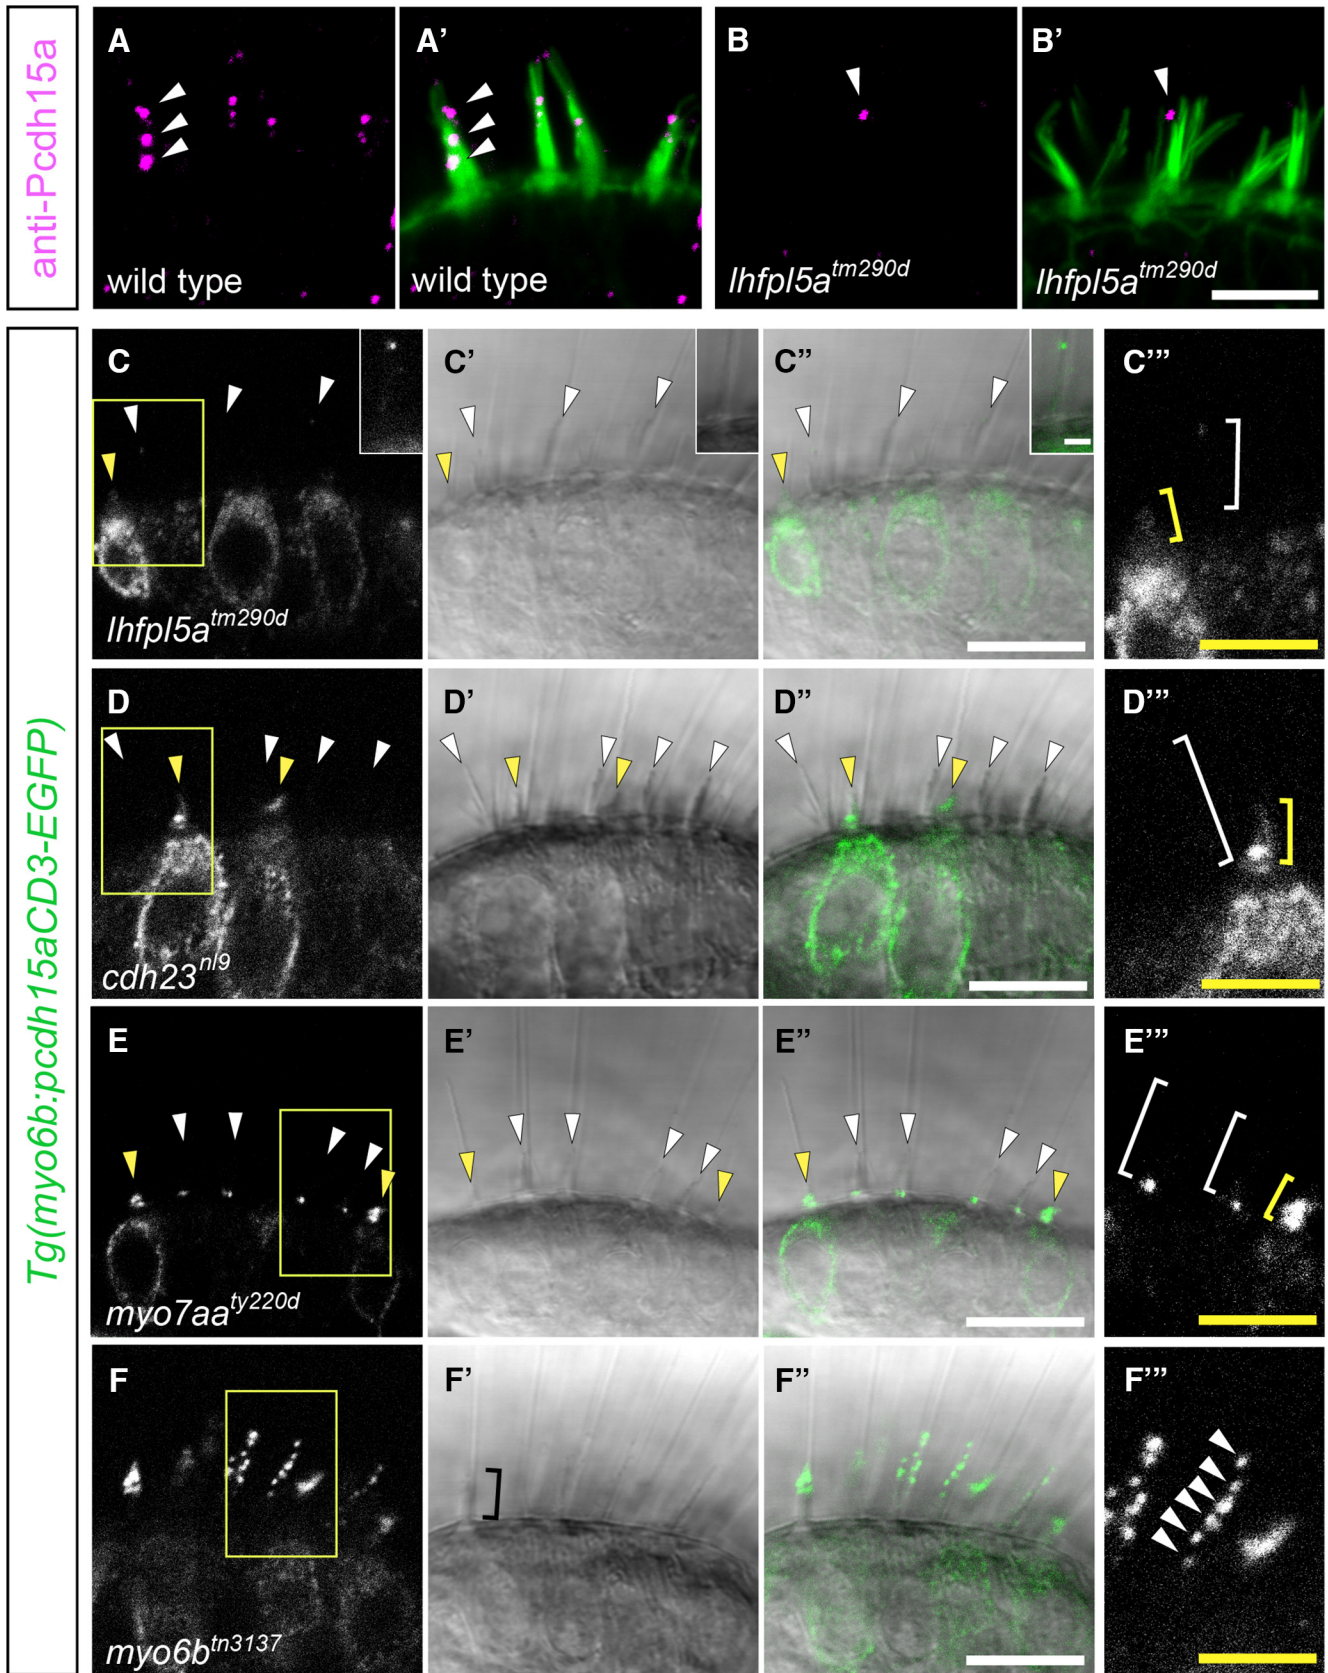 anti-Pcdh15a
A
wild type
A'
wild type
B
lhfpl5a^tm290d
B'
lhfpl5a^tm290d
Tg(myo6b:pcdh15aCD3-EGFP)
C
lhfpl5a^tm290d
C'
C''
C'''
D
cdh23^nl9
D'
D''
D'''
E
myo7aa^ty220d
E'
E''
E'''
F
myo6b^tn3137
F'
F''
F'''